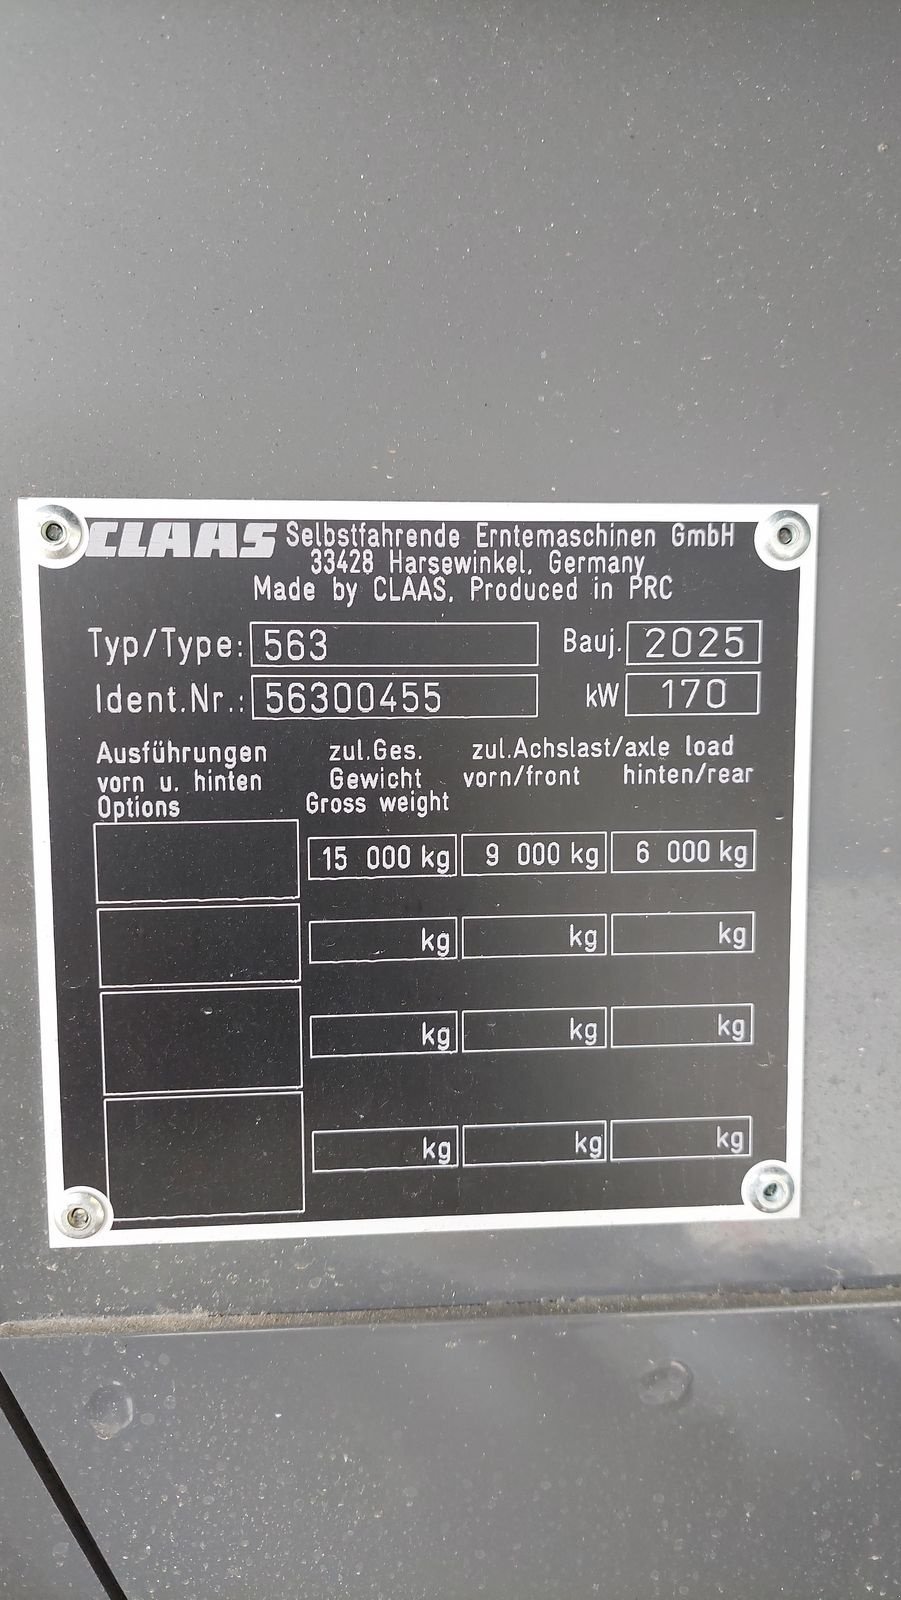 CLAAS Selbstfahrende Erntemaschinen GmbH
33428 Harsewinkel, Germany
Made by CLAAS, Produced in PRC
Typ/Type: 563 Bauj. 2025
Ident.Nr.: 56300455 kW 170
Ausführungen zul.Ges. zul.Achslast/axle load
vorn u. hinten Gewicht vorn/front hinten/rear
Options Gross weight
15 000 kg 9 000 kg 6 000 kg
kg kg kg
kg kg kg
kg kg kg